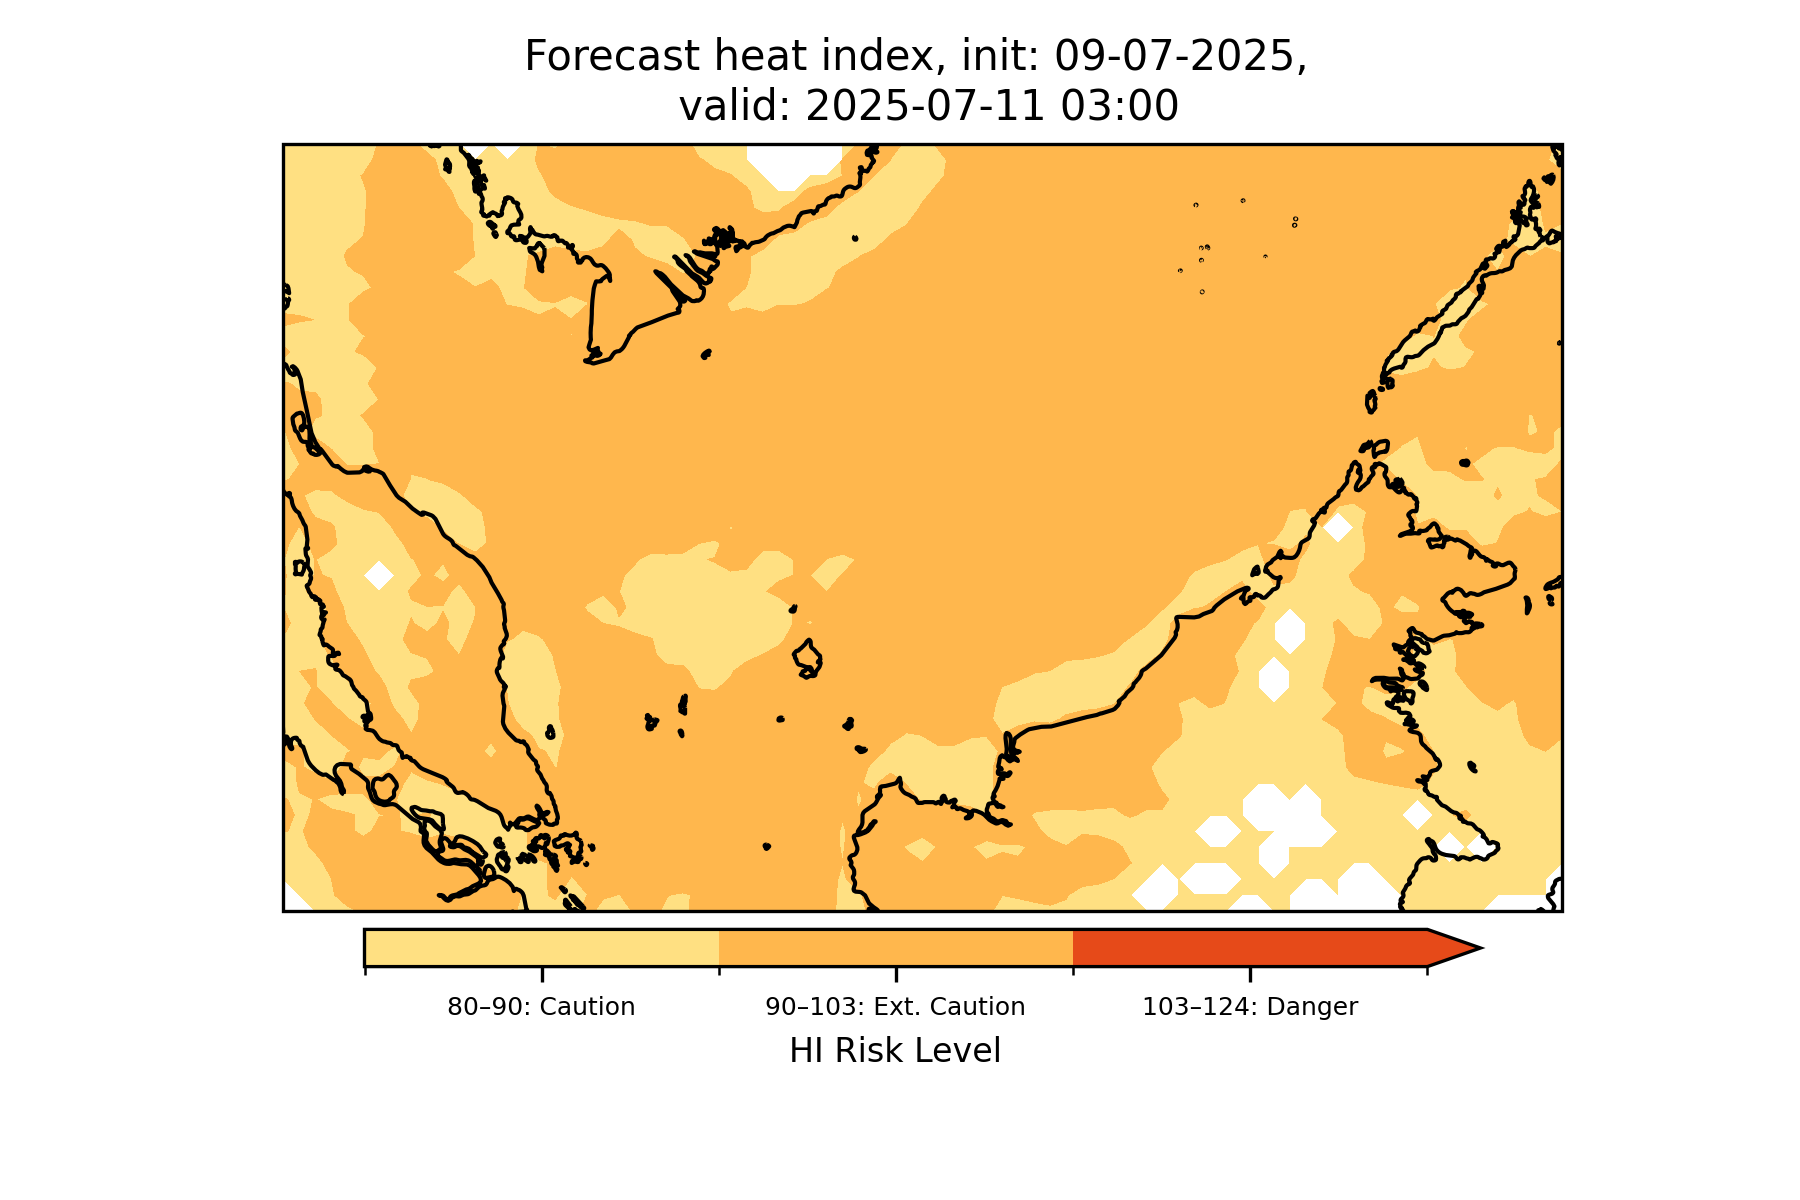 Forecast heat index, init: 09-07-2025,
valid: 2025-07-11 03:00
80–90: Caution
90–103: Ext. Caution
103–124: Danger
HI Risk Level